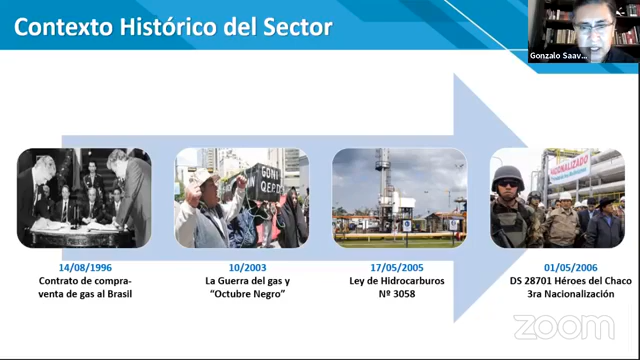 Contexto Histórico del Sector
Gonzalo Saav...
GONI
Q.E.P.D.
NACIONALIZADO
14/08/1996
Contrato de compra-
venta de gas al Brasil
10/2003
La Guerra del gas y
“Octubre Negro”
17/05/2005
Ley de Hidrocarburos
Nº 3058
01/05/2006
DS 28701 Héroes del Chaco
3ra Nacionalización
zoom